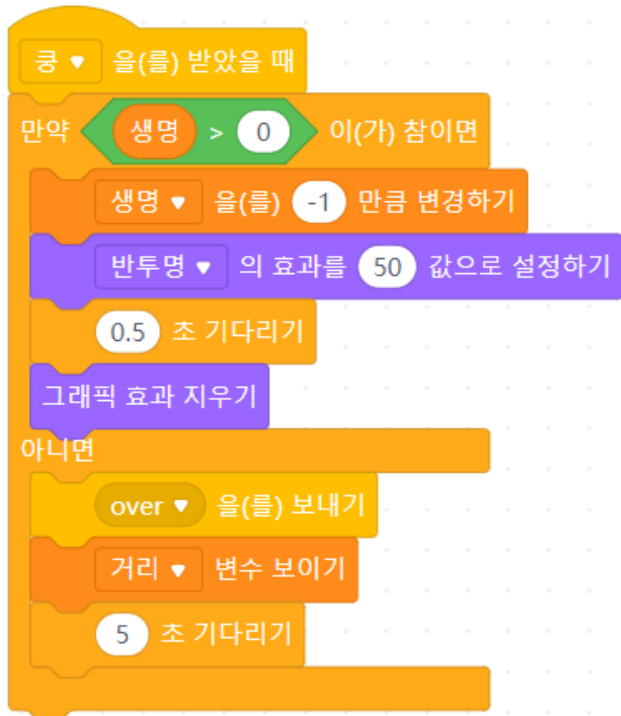 쿵 을(를) 받았을 때
만약 생명 > 0 이(가) 참이면
생명 을(를) -1 만큼 변경하기
반투명 의 효과를 50 값으로 설정하기
0.5 초 기다리기
그래픽 효과 지우기
아니면
over 을(를) 보내기
거리 변수 보이기
5 초 기다리기